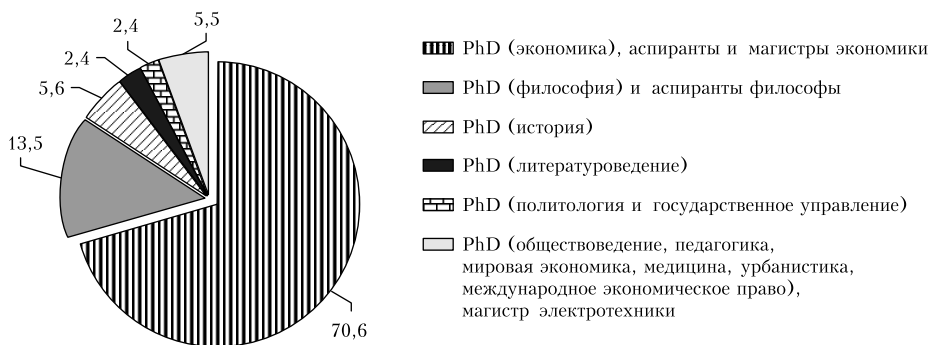 5,5
2,4
2,4
5,6
13,5
70,6
PhD (экономика), аспиранты и магистры экономики
PhD (философия) и аспиранты философы
PhD (история)
PhD (литературоведение)
PhD (политология и государственное управление)
PhD (обществоведение, педагогика,
мировая экономика, медицина, урбанистика,
международное экономическое право),
магистр электротехники